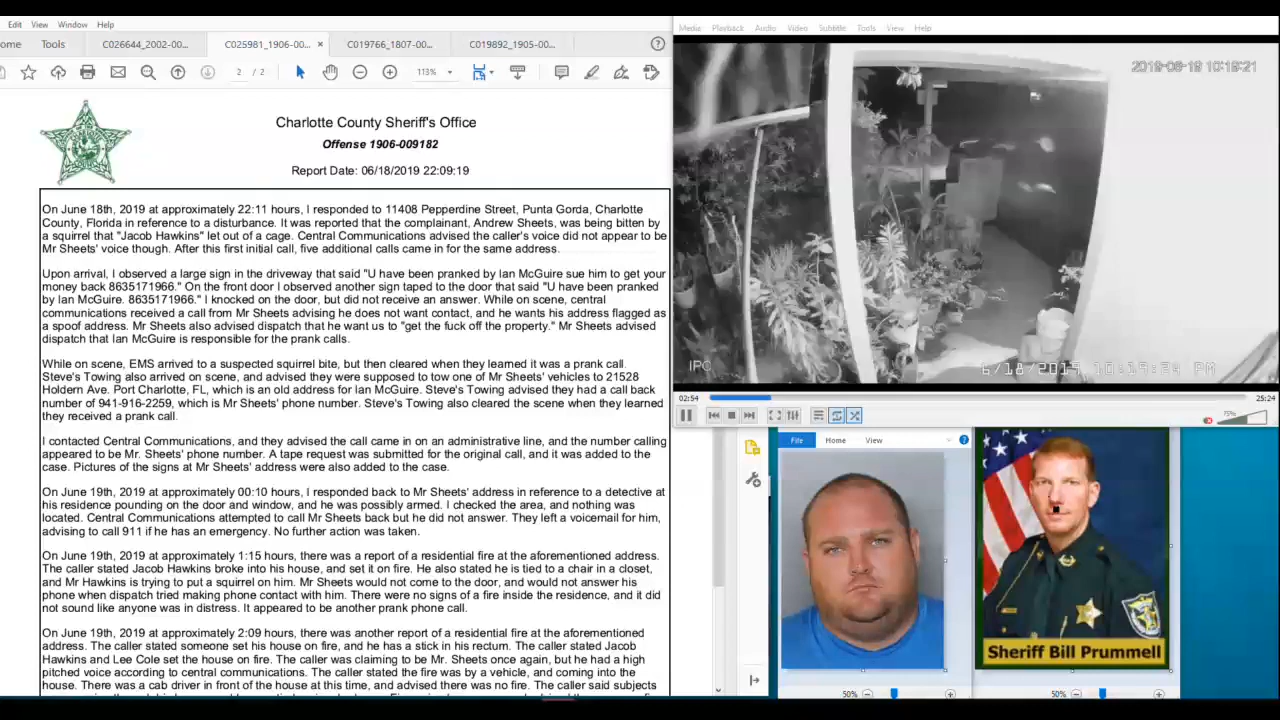 Edit View Window Help
ome Tools C026644_2002-00... C025981_1906-00... × C019766_1807-00... C019892_1905-00...
2 / 2 113%
Charlotte County Sheriff's Office
Offense 1906-009182
Report Date: 06/18/2019 22:09:19
On June 18th, 2019 at approximately 22:11 hours, I responded to 11408 Pepperdine Street, Punta Gorda, Charlotte
County, Florida in reference to a disturbance. It was reported that the complainant, Andrew Sheets, was being bitten by
a squirrel that "Jacob Hawkins" let out of a cage. Central Communications advised the caller's voice did not appear to be
Mr Sheets' voice though. After this first initial call, five additional calls came in for the same address.
Upon arrival, I observed a large sign in the driveway that said "U have been pranked by Ian McGuire sue him to get your
money back 8635171966." On the front door I observed another sign taped to the door that said "U have been pranked
by Ian McGuire. 8635171966." I knocked on the door, but did not receive an answer. While on scene, central
communications received a call from Mr Sheets advising he does not want contact, and he wants his address flagged as
a spoof address. Mr Sheets also advised dispatch that he want us to "get the fuck off the property." Mr Sheets advised
dispatch that Ian McGuire is responsible for the prank calls.
While on scene, EMS arrived to a suspected squirrel bite, but then cleared when they learned it was a prank call.
Steve's Towing also arrived on scene, and advised they were supposed to tow one of Mr Sheets' vehicles to 21528
Holdern Ave. Port Charlotte, FL, which is an old address for Ian McGuire. Steve's Towing advised they had a call back
number of 941-916-2259, which is Mr Sheets' phone number. Steve's Towing also cleared the scene when they learned
they received a prank call.
I contacted Central Communications, and they advised the call came in on an administrative line, and the number calling
appeared to be Mr. Sheets' phone number. A tape request was submitted for the original call, and it was added to the
case. Pictures of the signs at Mr Sheets' address were also added to the case.
On June 19th, 2019 at approximately 00:10 hours, I responded back to Mr Sheets' address in reference to a detective at
his residence pounding on the door and window, and he was possibly armed. I checked the area, and nothing was
located. Central Communications attempted to call Mr Sheets back but he did not answer. They left a voicemail for him,
advising to call 911 if he has an emergency. No further action was taken.
On June 19th, 2019 at approximately 1:15 hours, there was a report of a residential fire at the aforementioned address.
The caller stated Jacob Hawkins broke into his house, and set it on fire. He also stated he is tied to a chair in a closet,
and Mr Hawkins is trying to put a squirrel on him. Mr Sheets would not come to the door, and would not answer his
phone when dispatch tried making phone contact with him. There were no signs of a fire inside the residence, and it did
not sound like anyone was in distress. It appeared to be another prank phone call.
On June 19th, 2019 at approximately 2:09 hours, there was another report of a residential fire at the aforementioned
address. The caller stated someone set his house on fire, and he has a stick in his rectum. The caller stated Jacob
Hawkins and Lee Cole set the house on fire. The caller was claiming to be Mr. Sheets once again, but he had a high
pitched voice according to central communications. The caller stated the fire was by a vehicle, and coming into the
house. There was a cab driver in front of the house at this time, and advised there was no fire. The caller said subjects
Media Playback Audio Video Subtitle Tools View Help
IPC
02:54 25:24
75%
File Home View
Sheriff Bill Prummell
50% 50%